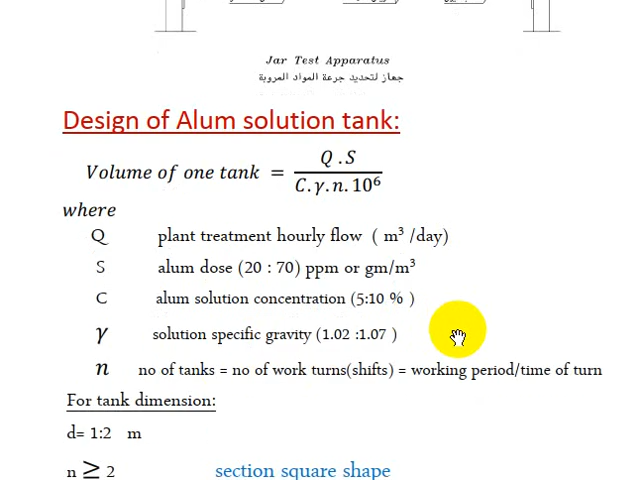 Jar Test Apparatus
جهاز لتحديد جرعة المواد المروبة
Design of Alum solution tank:
Volume of one tank = Q .S / C.γ.n.10⁶
where
Q plant treatment hourly flow ( m³ /day)
S alum dose (20 : 70) ppm or gm/m³
C alum solution concentration (5:10 % )
γ solution specific gravity (1.02 :1.07 )
n no of tanks = no of work turns(shifts) = working period/time of turn
For tank dimension:
d= 1:2 m
n ≥ 2 section square shape